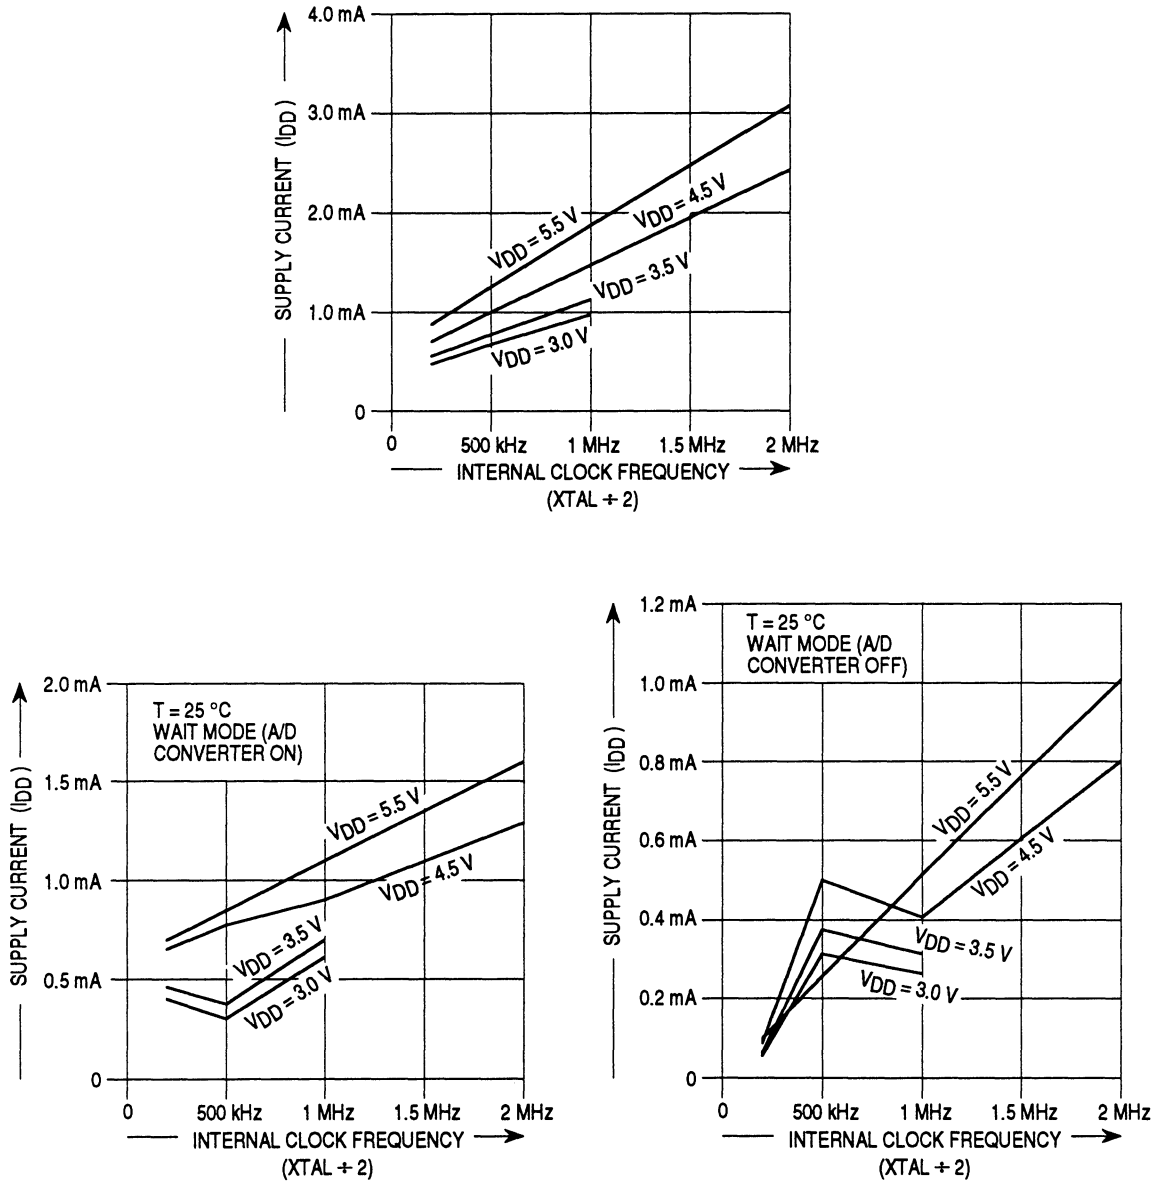 4.0 mA
3.0 mA
2.0 mA
1.0 mA
0
SUPPLY CURRENT (IDD)
VDD = 5.5 V
VDD = 4.5 V
VDD = 3.5 V
VDD = 3.0 V
0 500 kHz 1 MHz 1.5 MHz 2 MHz
INTERNAL CLOCK FREQUENCY
(XTAL ÷ 2)
2.0 mA
1.5 mA
1.0 mA
0.5 mA
0
SUPPLY CURRENT (IDD)
T = 25 °C
WAIT MODE (A/D
CONVERTER ON)
VDD = 5.5 V
VDD = 4.5 V
VDD = 3.5 V
VDD = 3.0 V
0 500 kHz 1 MHz 1.5 MHz 2 MHz
INTERNAL CLOCK FREQUENCY
(XTAL ÷ 2)
1.2 mA
1.0 mA
0.8 mA
0.6 mA
0.4 mA
0.2 mA
0
SUPPLY CURRENT (IDD)
T = 25 °C
WAIT MODE (A/D
CONVERTER OFF)
VDD = 5.5 V
VDD = 4.5 V
VDD = 3.5 V
VDD = 3.0 V
0 500 kHz 1 MHz 1.5 MHz 2 MHz
INTERNAL CLOCK FREQUENCY
(XTAL ÷ 2)